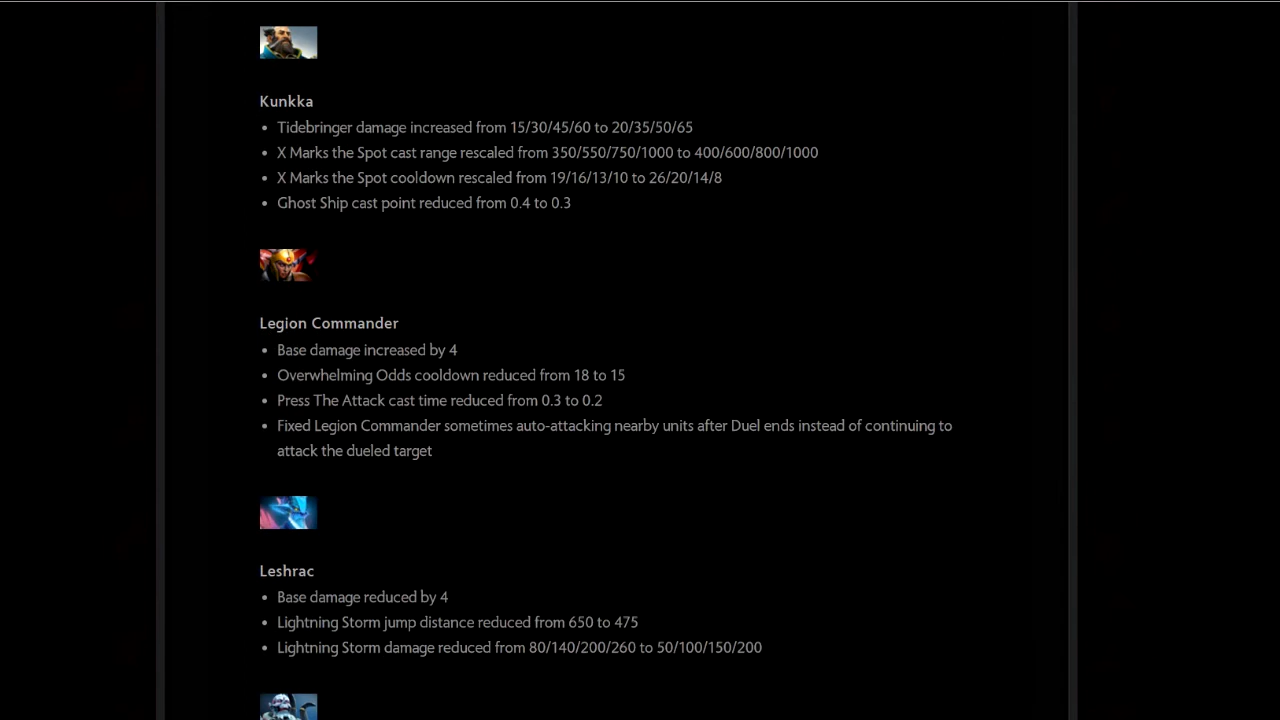 Kunkka
• Tidebringer damage increased from 15/30/45/60 to 20/35/50/65
• X Marks the Spot cast range rescaled from 350/550/750/1000 to 400/600/800/1000
• X Marks the Spot cooldown rescaled from 19/16/13/10 to 26/20/14/8
• Ghost Ship cast point reduced from 0.4 to 0.3
Legion Commander
• Base damage increased by 4
• Overwhelming Odds cooldown reduced from 18 to 15
• Press The Attack cast time reduced from 0.3 to 0.2
• Fixed Legion Commander sometimes auto-attacking nearby units after Duel ends instead of continuing to
attack the dueled target
Leshrac
• Base damage reduced by 4
• Lightning Storm jump distance reduced from 650 to 475
• Lightning Storm damage reduced from 80/140/200/260 to 50/100/150/200